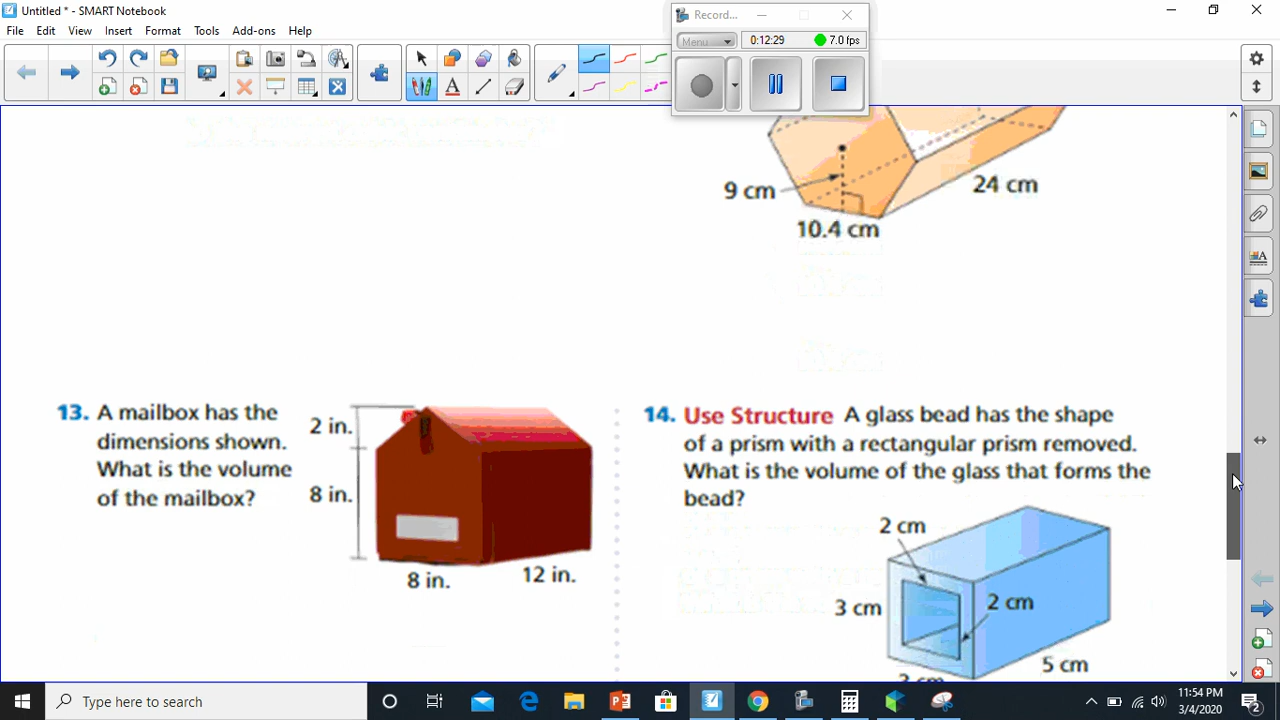 Untitled * - SMART Notebook
File Edit View Insert Format Tools Add-ons Help
Record...
Menu 0:12:29 7.0 fps
9 cm
24 cm
10.4 cm
13. A mailbox has the
dimensions shown.
What is the volume
of the mailbox?
2 in.
8 in.
8 in.
12 in.
14. Use Structure A glass bead has the shape
of a prism with a rectangular prism removed.
What is the volume of the glass that forms the
bead?
2 cm
3 cm
2 cm
5 cm
Type here to search
11:54 PM
3/4/2020
2